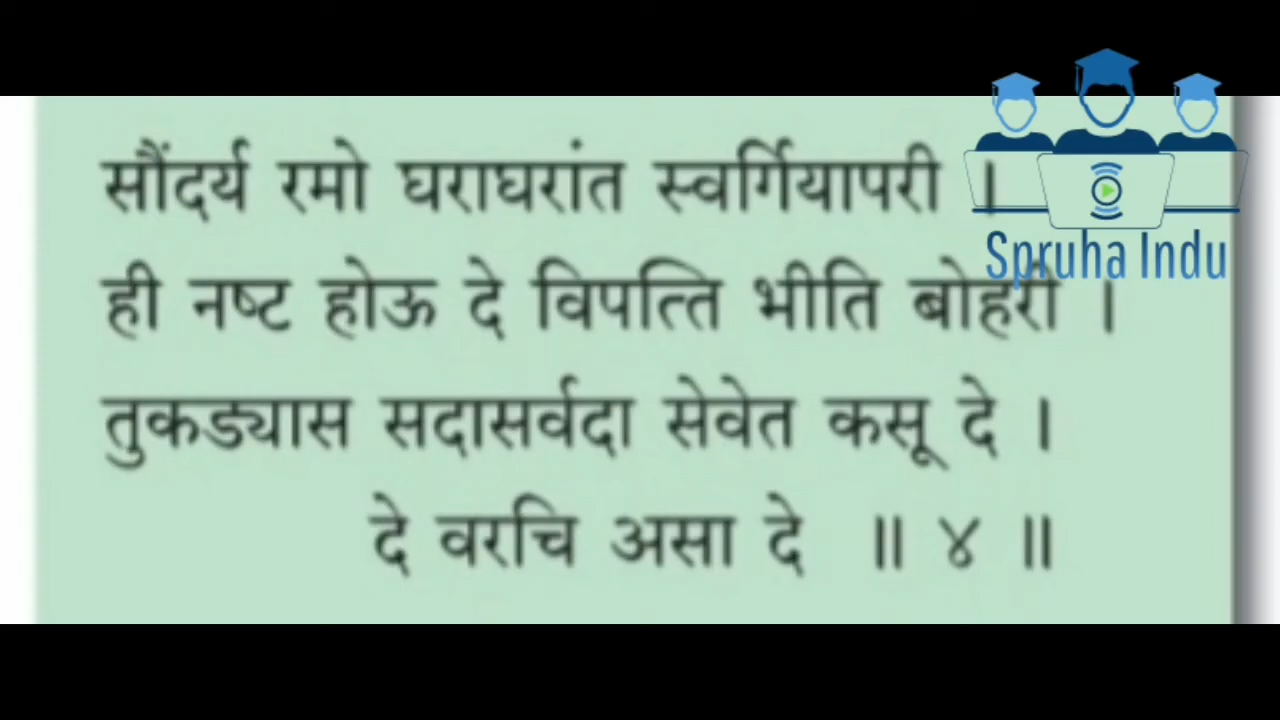 सौंदर्य रमो घराघरांत स्वर्गियापरी ।
Spruha Indu
ही नष्ट होऊ दे विपत्ति भीति बोहरी ।
तुकड्यास सदासर्वदा सेवेत कसू दे ।
दे वरचि असा दे ॥ ४ ॥